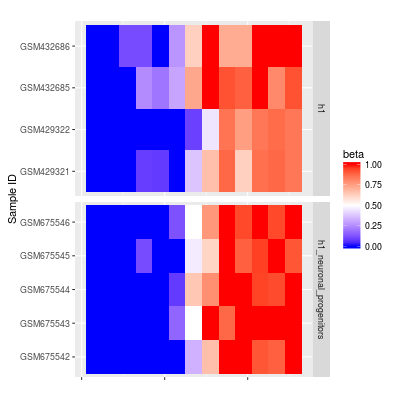 GSM432686
GSM432685
GSM429322
GSM429321
h1
GSM675546
GSM675545
GSM675544
GSM675543
GSM675542
h1_neuronal_progenitors
Sample ID
beta
1.00
0.75
0.50
0.25
0.00